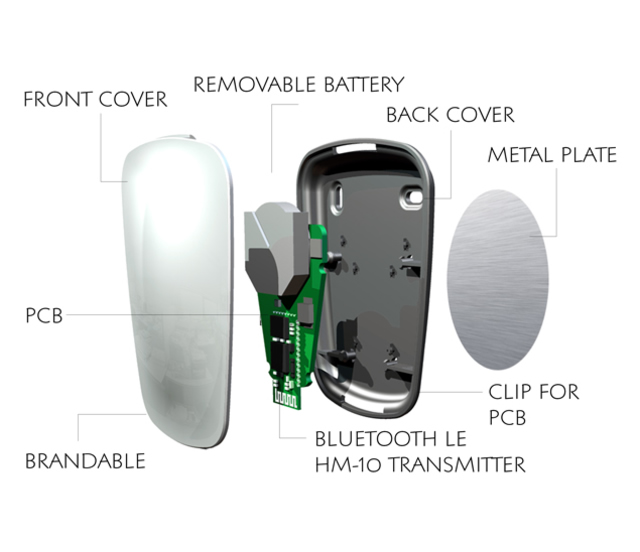 REMOVABLE BATTERY
FRONT COVER
BACK COVER
METAL PLATE
PCB
CLIP FOR
PCB
BLUETOOTH LE
HM-10 TRANSMITTER
BRANDABLE